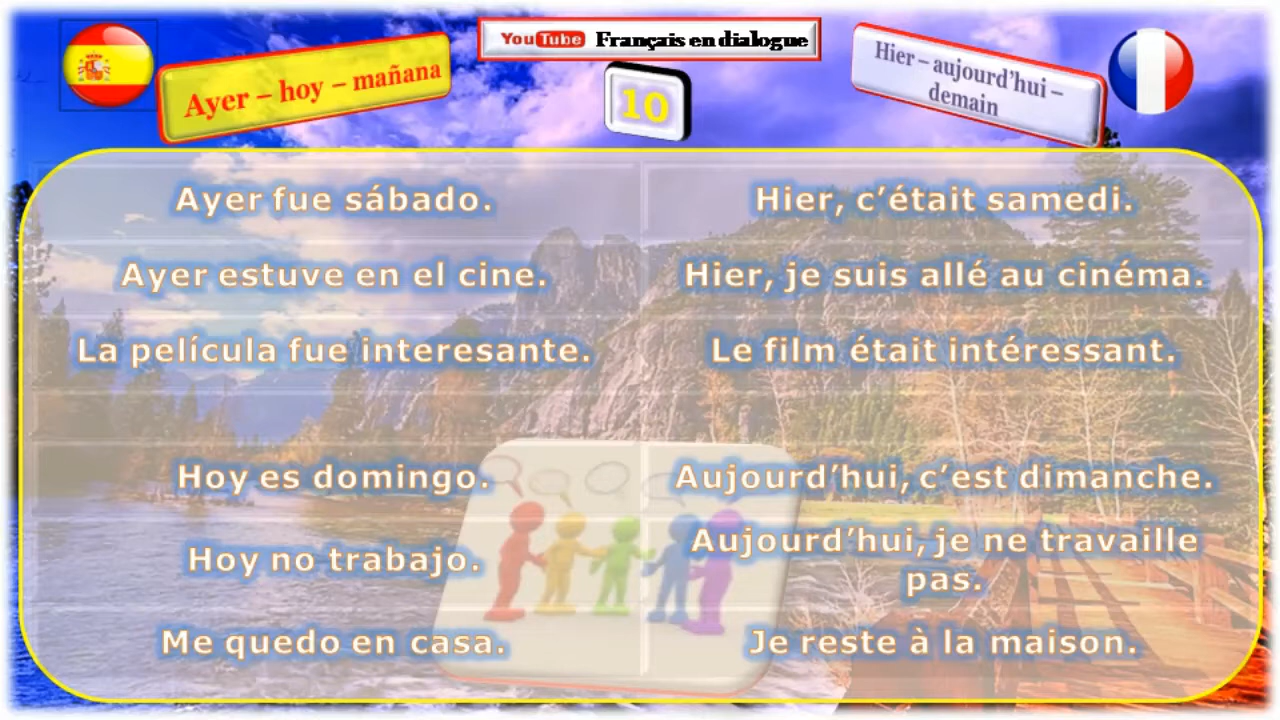 YouTube Français en dialogue
Ayer – hoy – mañana
10
Hier – aujourd’hui –
demain
Ayer fue sábado.
Hier, c’était samedi.
Ayer estuve en el cine.
Hier, je suis allé au cinéma.
La película fue interesante.
Le film était intéressant.
Hoy es domingo.
Aujourd’hui, c’est dimanche.
Hoy no trabajo.
Aujourd’hui, je ne travaille
pas.
Me quedo en casa.
Je reste à la maison.